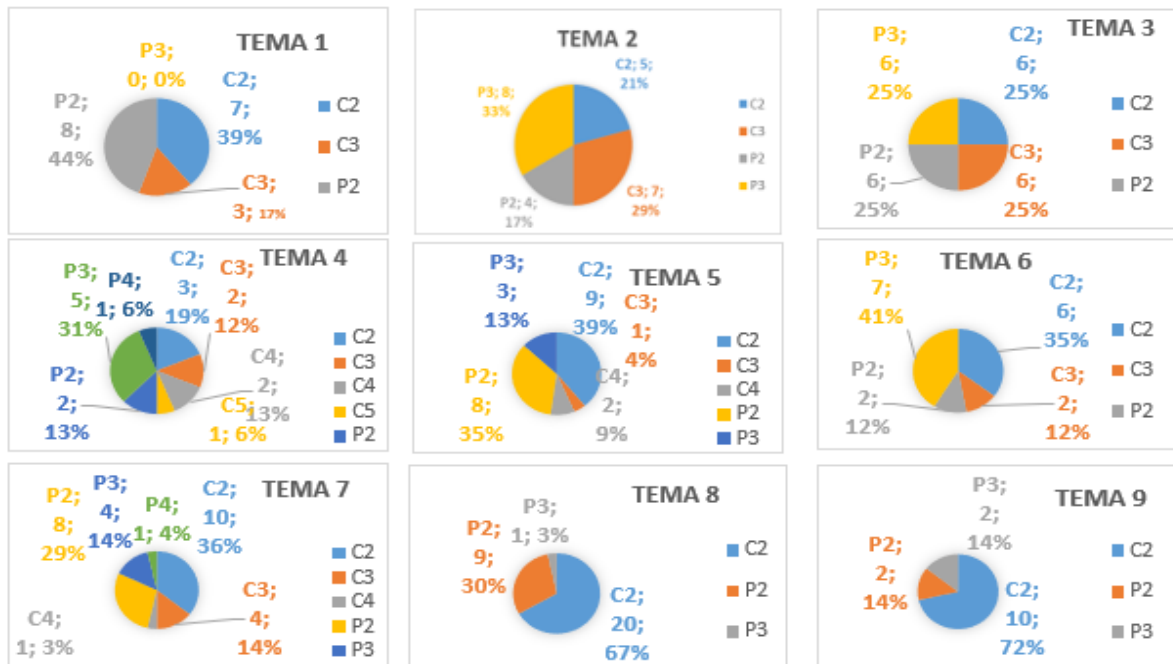 TEMA 1
P3;
0; 0%
C2;
7;
39%
P2;
8;
44%
C3;
3; 17%
C2
C3
P2
TEMA 2
C2; 5;
21%
P3; 8;
33%
P2; 4;
17%
C3; 7;
29%
C2
C3
P2
P3
TEMA 3
P3;
6;
25%
C2;
6;
25%
P2;
6;
25%
C3;
6;
25%
C2
C3
P2
TEMA 4
P3;
5;
31%
P4;
1; 6%
C2;
3;
19%
C3;
2;
12%
C4;
2;
13%
P2;
2;
13%
C5;
1; 6%
C2
C3
C4
C5
P2
TEMA 5
P3;
3;
13%
C2;
9;
39%
C3;
1;
4%
P2;
8;
35%
C4;
2;
9%
C2
C3
C4
P2
P3
TEMA 6
P3;
7;
41%
C2;
6;
35%
P2;
2;
12%
C3;
2;
12%
C2
C3
P2
TEMA 7
P2;
8;
29%
P3;
4;
14%
P4;
1; 4%
C2;
10;
36%
C4;
1; 3%
C3;
4;
14%
C2
C3
C4
P2
P3
TEMA 8
P3;
1; 3%
P2;
9;
30%
C2;
20;
67%
C2
P2
P3
TEMA 9
P3;
2;
14%
P2;
2;
14%
C2;
10;
72%
C2
P2
P3